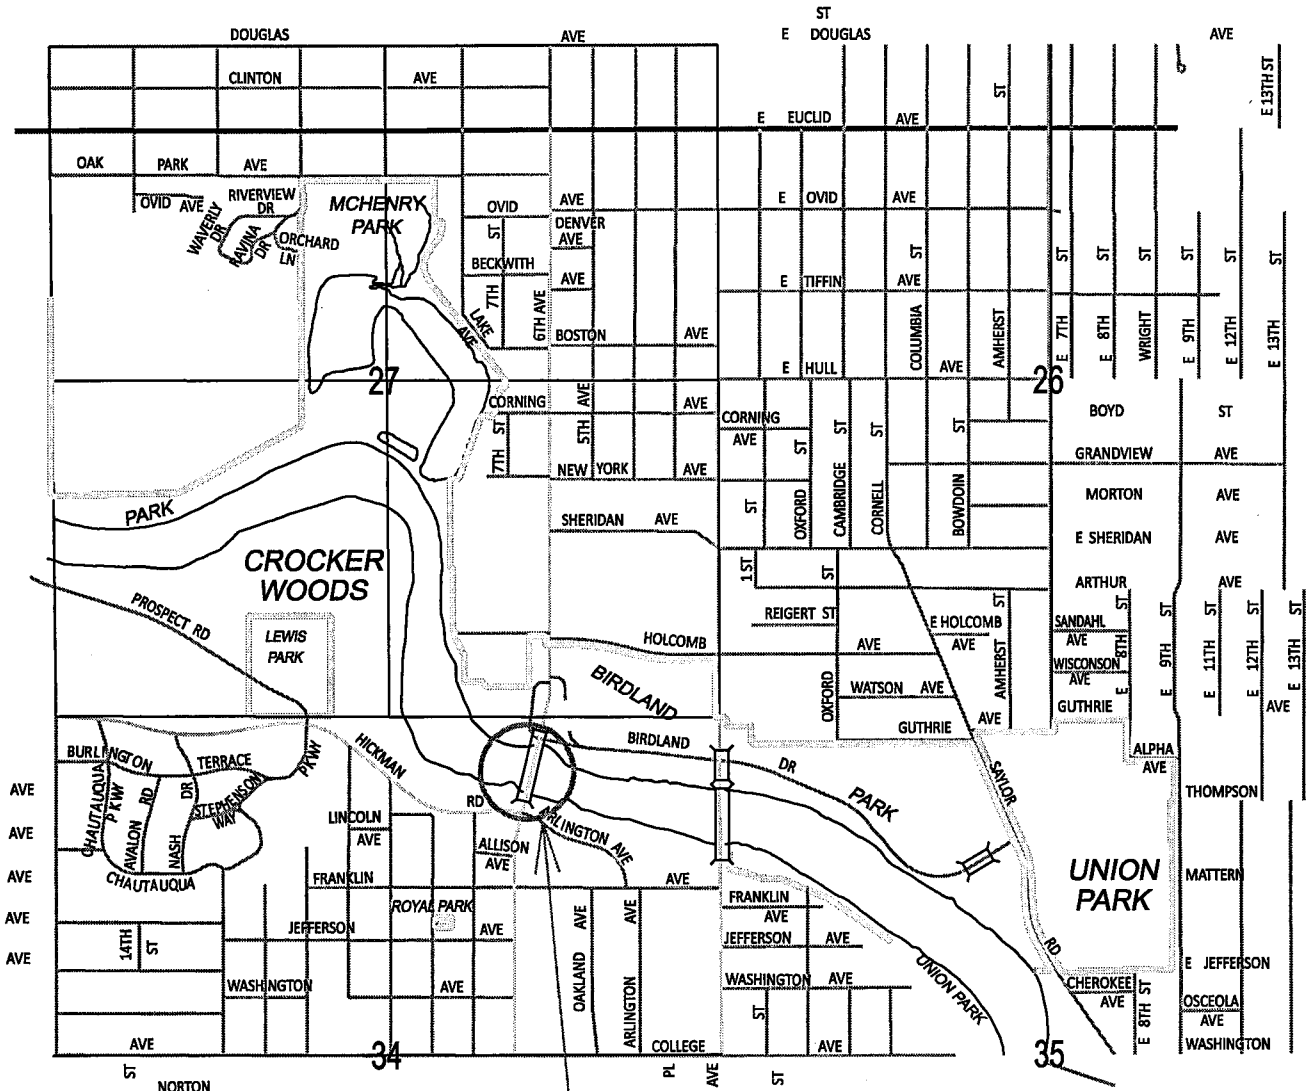 ST
DOUGLAS AVE E DOUGLAS AVE
CLINTON AVE ST E 13TH ST
E EUCLID AVE
OAK PARK AVE
OVID AVE RIVERVIEW DR MCHENRY PARK OVID AVE E OVID AVE
WAVERLY DR RAVINA DR ORCHARD LN
ST DENVER AVE
BECKWITH AVE E TIFFIN AVE
ST ST ST ST ST ST ST
7TH LAKE AVE 6TH AVE BOSTON AVE
COLUMBIA AMHERST E 7TH E 8TH WRIGHT E 9TH E 12TH E 13TH
E HULL AVE
27 26
CORNING AVE AVE CORNING AVE BOYD ST
7TH ST 5TH ST ST ST ST
GRANDVIEW AVE
NEW YORK AVE
ST OXFORD CAMBRIDGE CORNELL BOWDOIN MORTON AVE
PARK SHERIDAN AVE E SHERIDAN AVE
CROCKER WOODS
1 ST ST ARTHUR AVE
PROSPECT RD REIGERT ST E HOLCOMB AVE ST SANDAHL AVE ST ST ST ST ST
LEWIS PARK HOLCOMB AVE WISCONSON AVE
8TH E 9TH E 11TH E E 12TH E 13TH E
BIRDLAND OXFORD WATSON AVE AMHERST GUTHRIE AVE
GUTHRIE AVE
BURLINGTON TERRACE PKWY HICKMAN RD BIRDLAND DR ALPHA AVE
AVE CHAUTAUQUA PKWY AVALON RD NASH DR STEPHENSON WAY PARK SAYLOR RD THOMPSON
AVE LINCOLN AVE ALLISON AVE ARLINGTON AVE
AVE CHAUTAUQUA FRANKLIN AVE UNION PARK MATTERN
AVE ROYAL PARK FRANKLIN AVE
JEFFERSON AVE OAKLAND AVE ARLINGTON AVE JEFFERSON AVE
AVE 14TH ST UNION PARK E JEFFERSON
WASHINGTON AVE WASHINGTON AVE CHEROKEE AVE E 8TH ST OSCEOLA AVE
ST
AVE 34 COLLEGE AVE 35 WASHINGTON
ST NORTON PL AVE ST